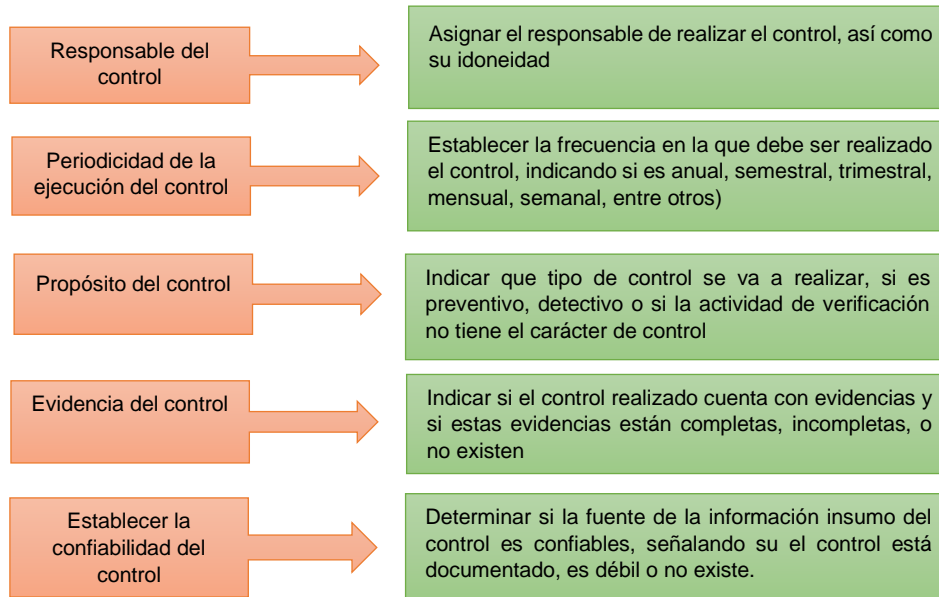 Responsable del
control
Asignar el responsable de realizar el control, así como
su idoneidad
Periodicidad de la
ejecución del control
Establecer la frecuencia en la que debe ser realizado
el control, indicando si es anual, semestral, trimestral,
mensual, semanal, entre otros)
Propósito del control
Indicar que tipo de control se va a realizar, si es
preventivo, detectivo o si la actividad de verificación
no tiene el carácter de control
Evidencia del control
Indicar si el control realizado cuenta con evidencias y
si estas evidencias están completas, incompletas, o
no existen
Establecer la
confiabilidad del
control
Determinar si la fuente de la información insumo del
control es confiables, señalando su el control está
documentado, es débil o no existe.